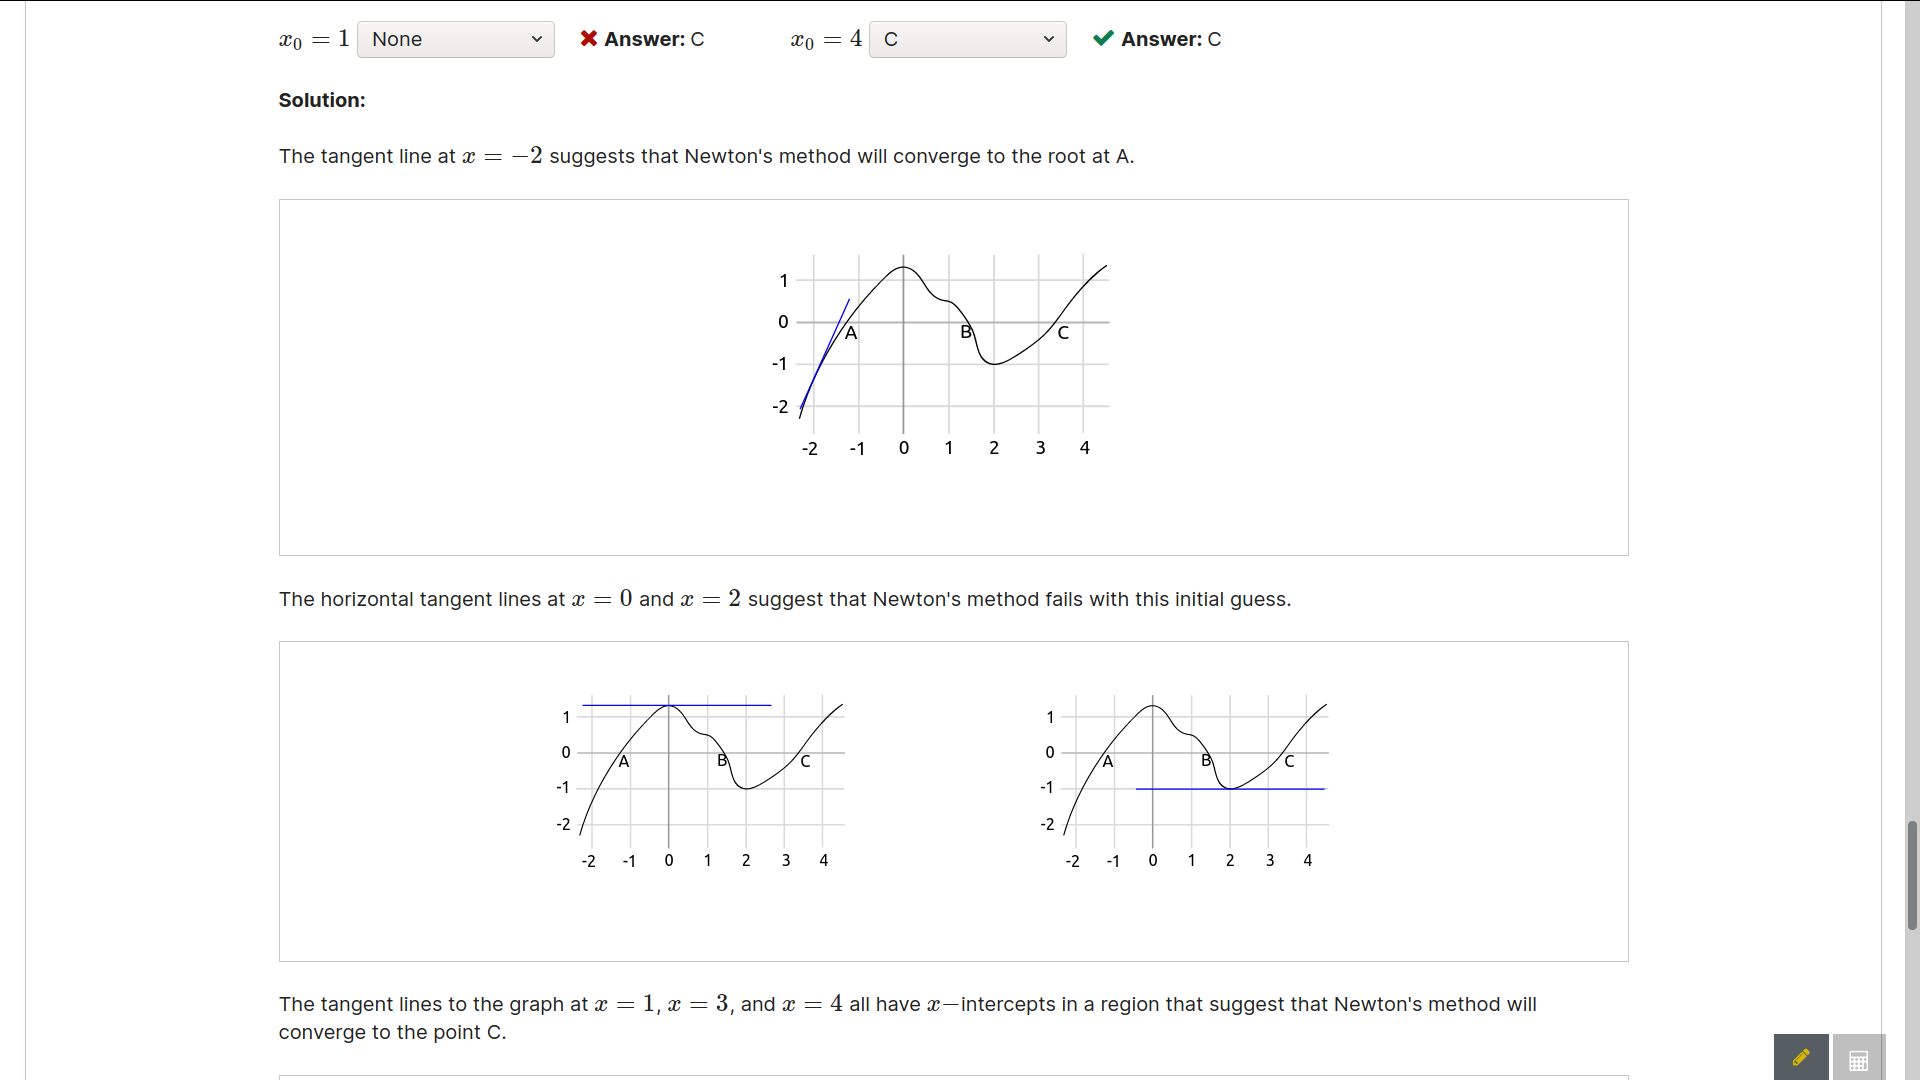 x₀ = 1 None ✖ Answer: C x₀ = 4 C ✔ Answer: C
Solution:
The tangent line at x = −2 suggests that Newton's method will converge to the root at A.
1
0
A B C
-1
-2
-2 -1 0 1 2 3 4
The horizontal tangent lines at x = 0 and x = 2 suggest that Newton's method fails with this initial guess.
1
0
A B C
-1
-2
-2 -1 0 1 2 3 4
1
0
A B C
-1
-2
-2 -1 0 1 2 3 4
The tangent lines to the graph at x = 1, x = 3, and x = 4 all have x−intercepts in a region that suggest that Newton's method will
converge to the point C.